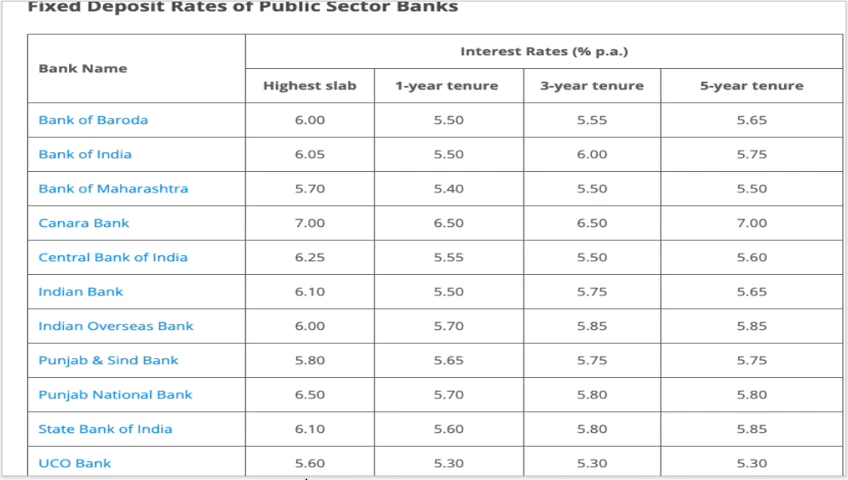 Fixed Deposit Rates of Public Sector Banks
Bank Name Interest Rates (% p.a.)
Highest slab 1-year tenure 3-year tenure 5-year tenure
Bank of Baroda 6.00 5.50 5.55 5.65
Bank of India 6.05 5.50 6.00 5.75
Bank of Maharashtra 5.70 5.40 5.50 5.50
Canara Bank 7.00 6.50 6.50 7.00
Central Bank of India 6.25 5.55 5.50 5.60
Indian Bank 6.10 5.50 5.75 5.65
Indian Overseas Bank 6.00 5.70 5.85 5.85
Punjab & Sind Bank 5.80 5.65 5.75 5.75
Punjab National Bank 6.50 5.70 5.80 5.80
State Bank of India 6.10 5.60 5.80 5.85
UCO Bank 5.60 5.30 5.30 5.30